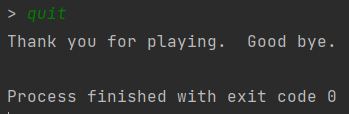 > quit
Thank you for playing.  Good bye.
Process finished with exit code 0